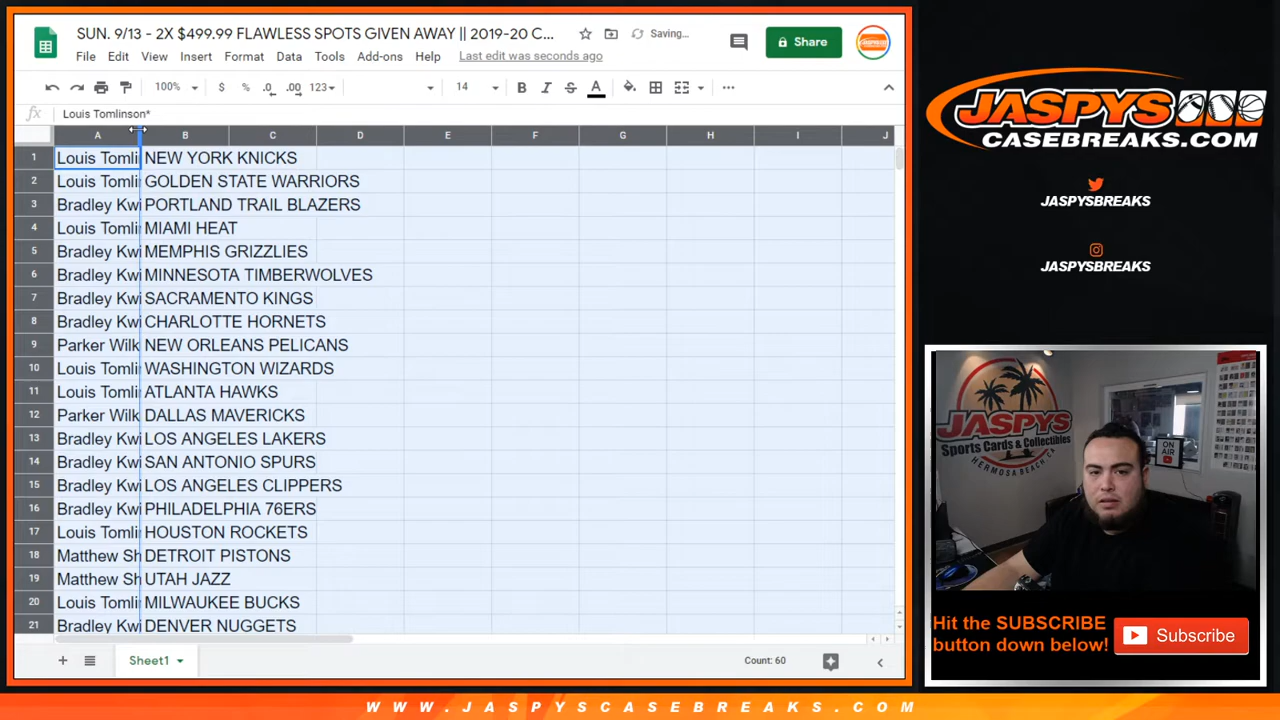 SUN. 9/13 - 2X $499.99 FLAWLESS SPOTS GIVEN AWAY || 2019-20 C...
Saving...
Share
File Edit View Insert Format Data Tools Add-ons Help Last edit was seconds ago
100% $ % .0 .00 123 14 B I S A ...
fx Louis Tomlinson*
A B C D E F G H I J
1 Louis Tomli NEW YORK KNICKS
2 Louis Tomli GOLDEN STATE WARRIORS
3 Bradley Kwi PORTLAND TRAIL BLAZERS
4 Louis Tomli MIAMI HEAT
5 Bradley Kwi MEMPHIS GRIZZLIES
6 Bradley Kwi MINNESOTA TIMBERWOLVES
7 Bradley Kwi SACRAMENTO KINGS
8 Bradley Kwi CHARLOTTE HORNETS
9 Parker Wilk NEW ORLEANS PELICANS
10 Louis Tomli WASHINGTON WIZARDS
11 Louis Tomli ATLANTA HAWKS
12 Parker Wilk DALLAS MAVERICKS
13 Bradley Kwi LOS ANGELES LAKERS
14 Bradley Kwi SAN ANTONIO SPURS
15 Bradley Kwi LOS ANGELES CLIPPERS
16 Bradley Kwi PHILADELPHIA 76ERS
17 Louis Tomli HOUSTON ROCKETS
18 Matthew Sh DETROIT PISTONS
19 Matthew Sh UTAH JAZZ
20 Louis Tomli MILWAUKEE BUCKS
21 Bradley Kwi DENVER NUGGETS
Sheet1
Count: 60
JASPYS
CASEBREAKS.COM
JASPYSBREAKS
JASPYSBREAKS
JASPYS
Sports Cards & Collectibles
HERMOSA BEACH, CA
ON AIR
Hit the SUBSCRIBE
button down below!
Subscribe
WWW.JASPYSCASEBREAKS.COM